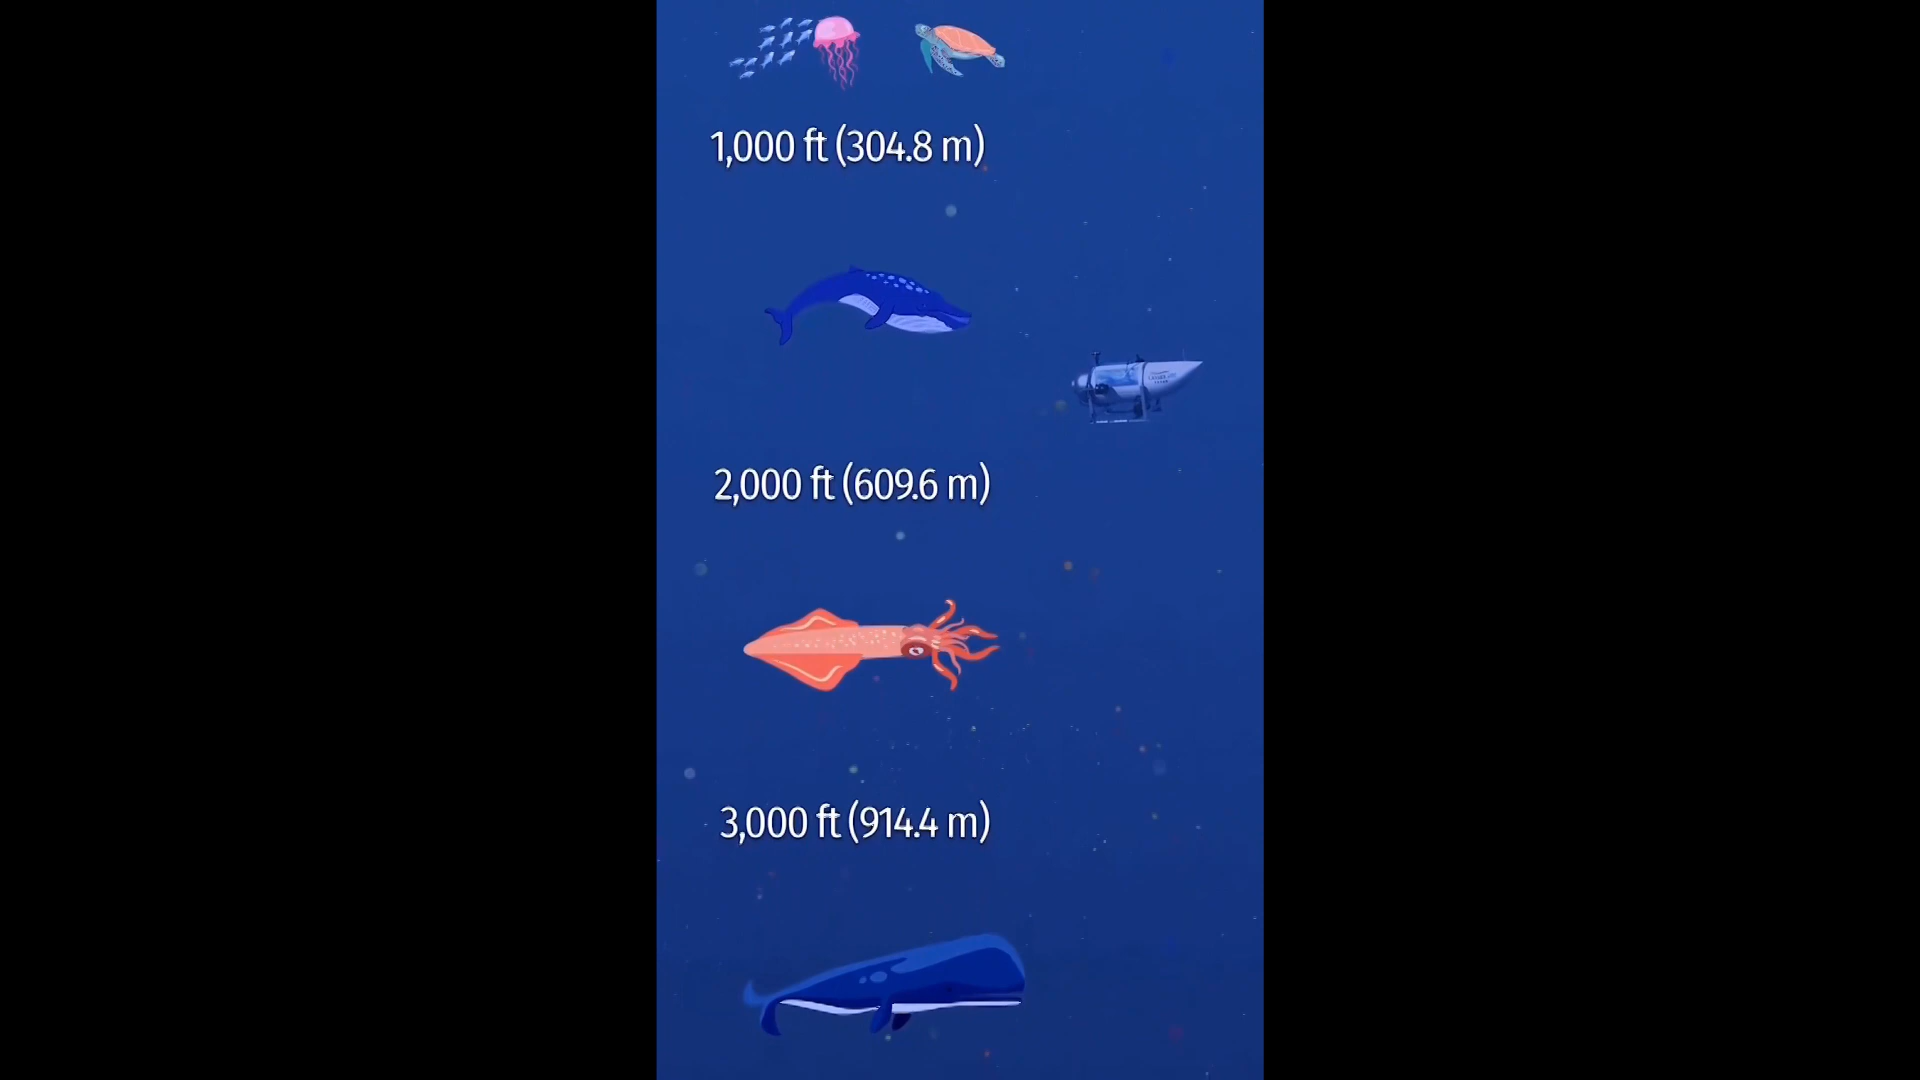 1,000 ft (304.8 m)
2,000 ft (609.6 m)
3,000 ft (914.4 m)